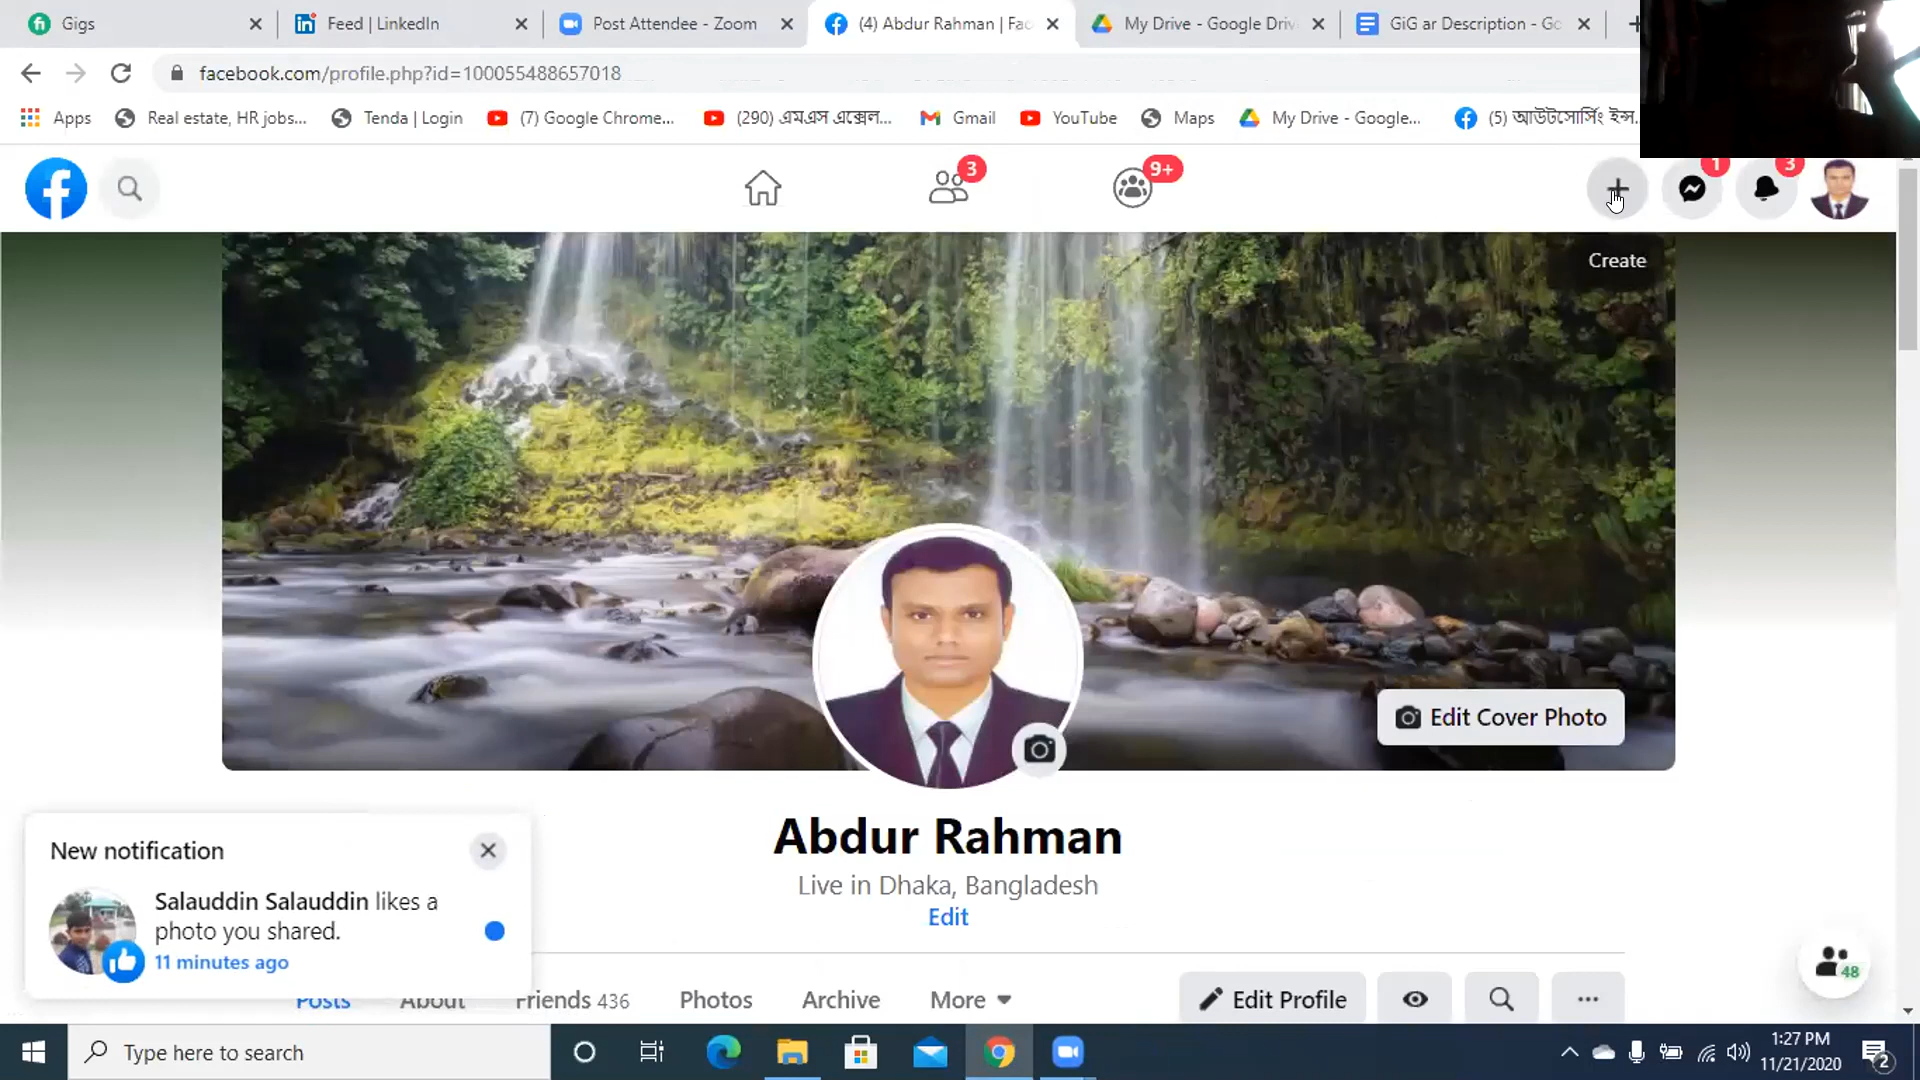 Gigs
Feed | LinkedIn
Post Attendee - Zoom
(4) Abdur Rahman | Fac
My Drive - Google Driv
GiG ar Description - Go
facebook.com/profile.php?id=100055488657018
Apps
Real estate, HR jobs...
Tenda | Login
(7) Google Chrome...
(290) এমএস এক্সেল...
Gmail
YouTube
Maps
My Drive - Google...
(5) আউটসোর্সিং ইন্স...
3
9+
1
3
Create
Edit Cover Photo
Abdur Rahman
Live in Dhaka, Bangladesh
Edit
New notification
Salauddin Salauddin likes a
photo you shared.
11 minutes ago
48
Posts
About
Friends 436
Photos
Archive
More
Edit Profile
Type here to search
1:27 PM
11/21/2020
2